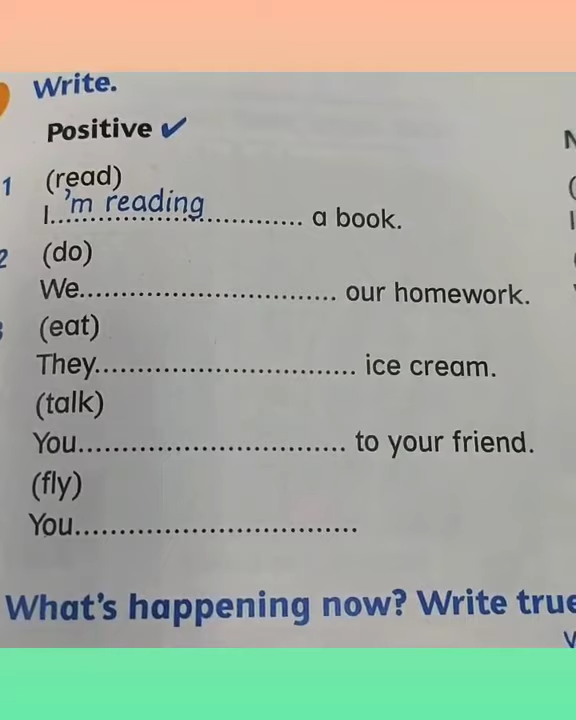 Write.
Positive ✓
1 (read)
I 'm reading a book.
2 (do)
We.............................. our homework.
(eat)
They.............................. ice cream.
(talk)
You.............................. to your friend.
(fly)
You................................
What's happening now? Write true